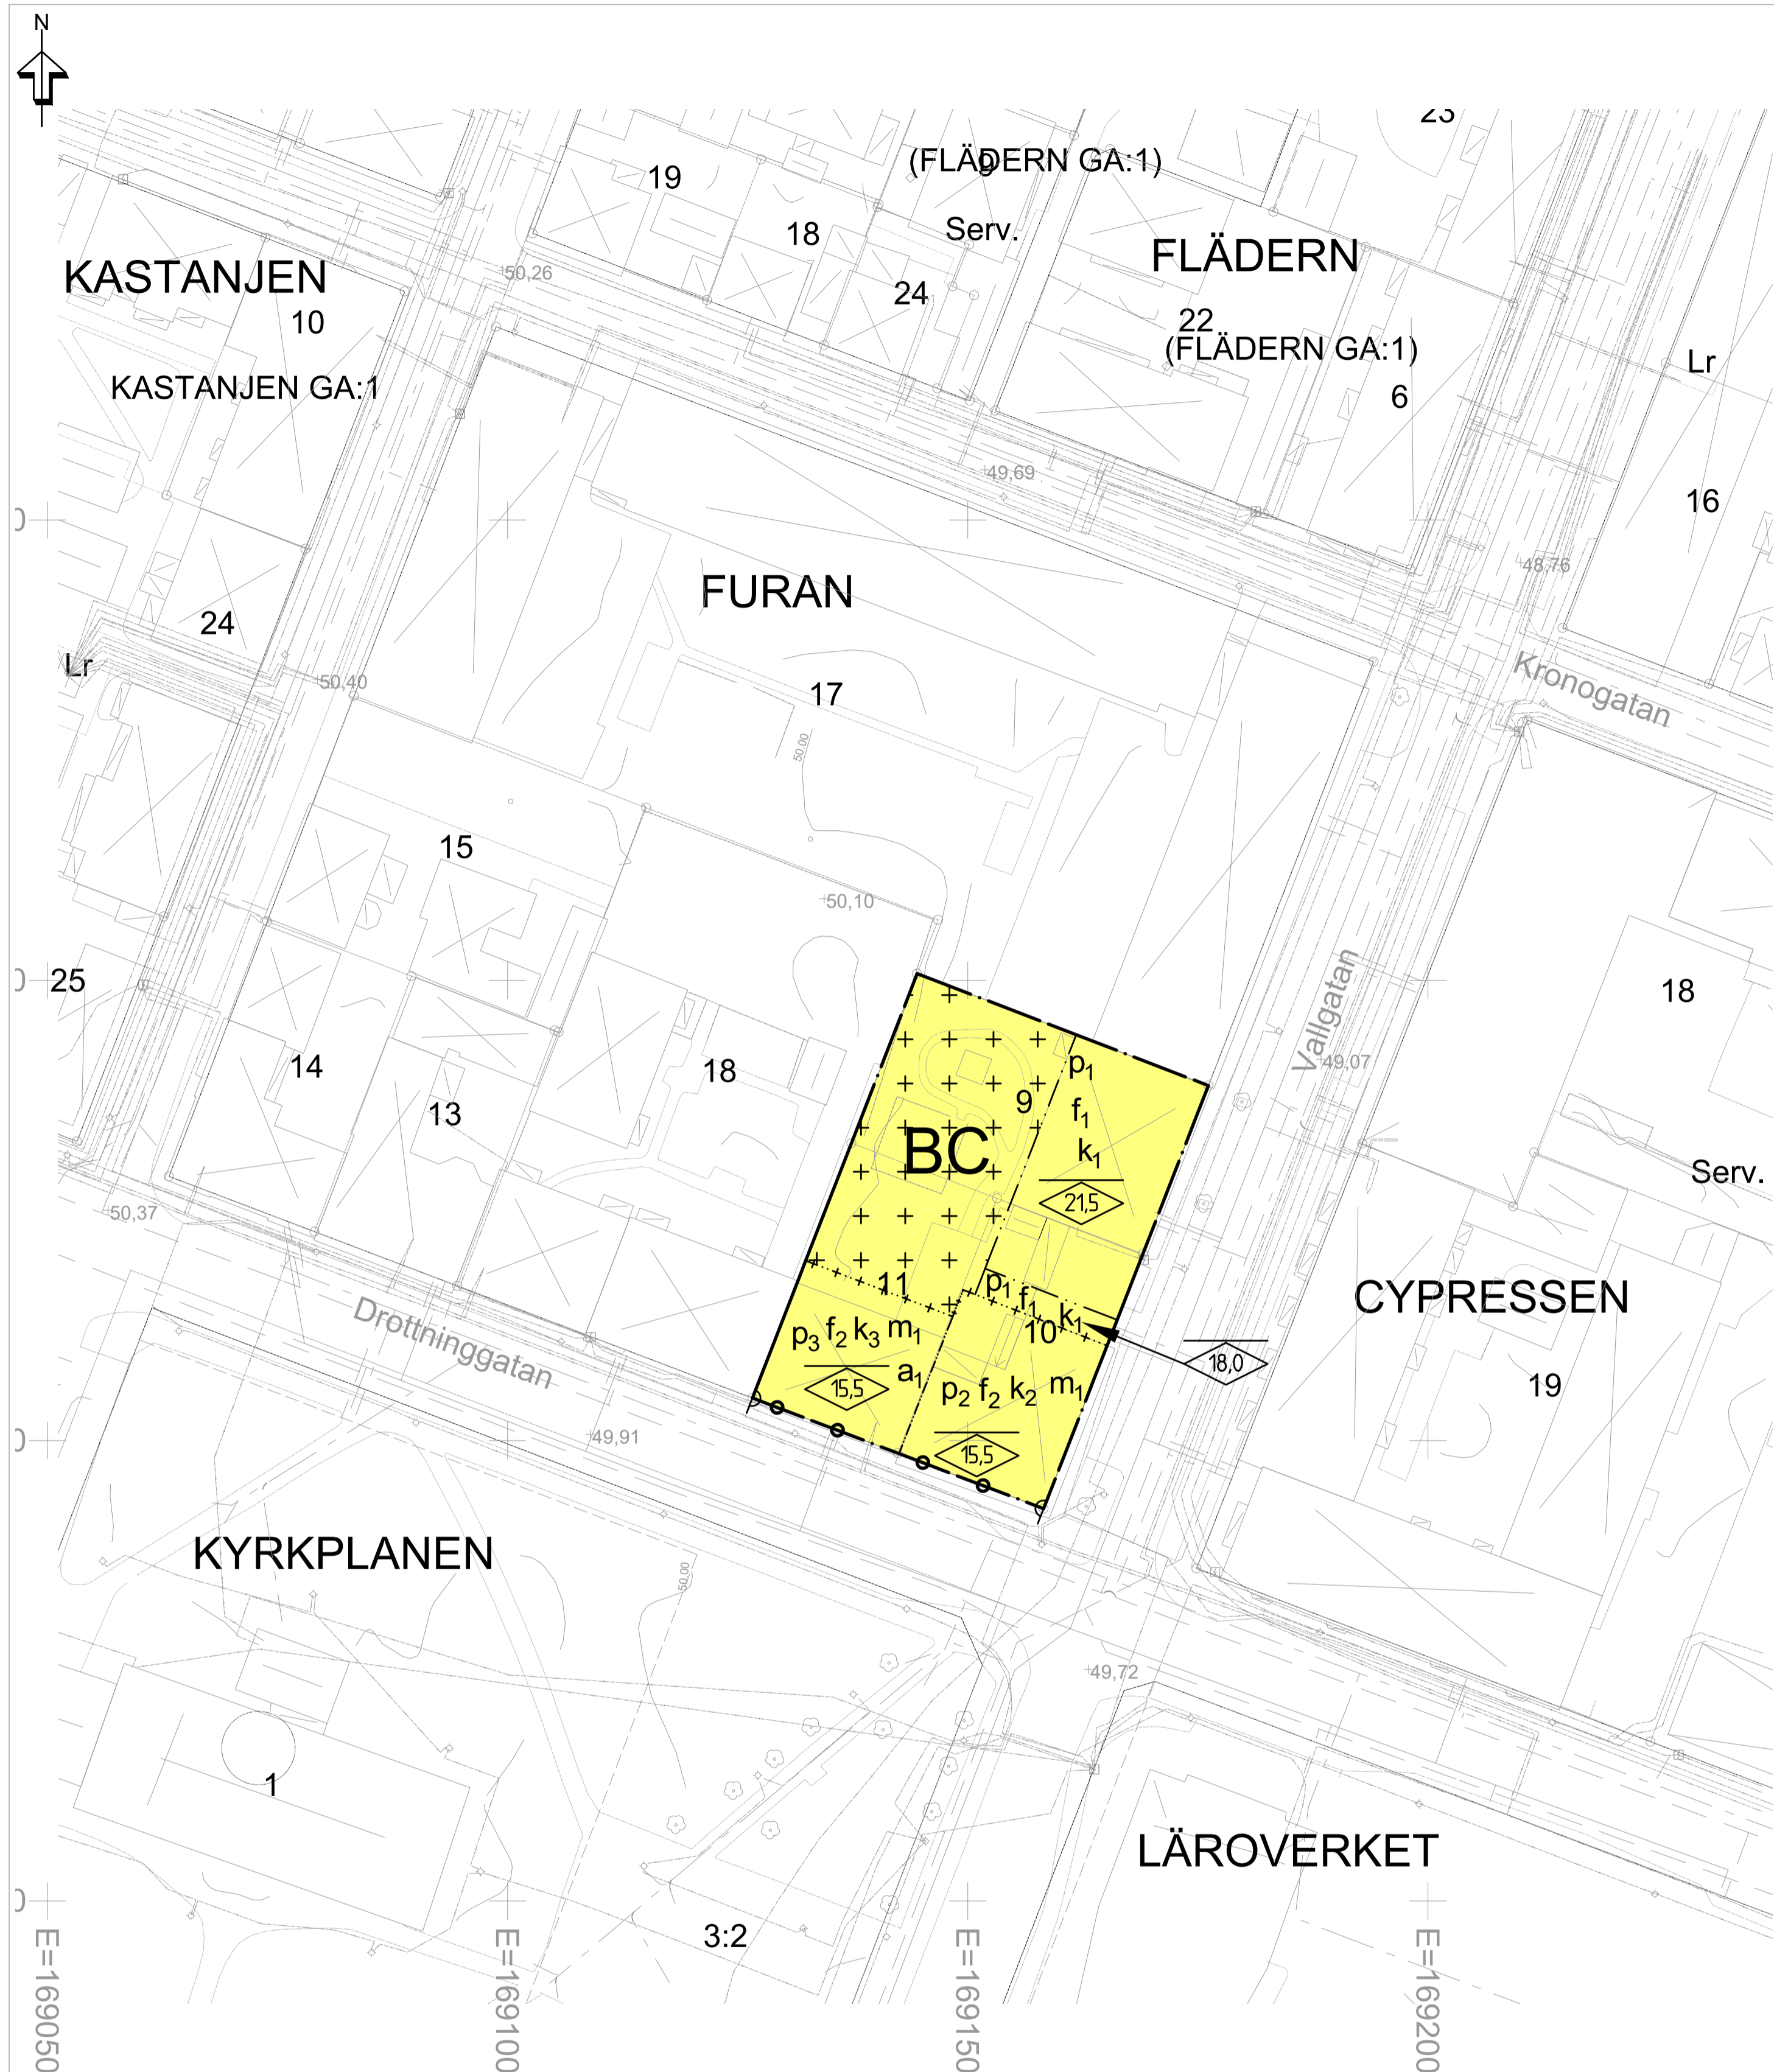 N
23
(FLÄDERN GA:1)
9
19
18
Serv.
FLÄDERN
KASTANJEN
50,26
24
10
22
(FLÄDERN GA:1)
Lr
KASTANJEN GA:1
6
49,69
16
48,76
FURAN
24
Lr
50,40
17
Kronogatan
50.00
15
50,10
25
18
Vallgatan
49,07
14
18
13
p1
9
f1
BC
k1
21,5
Serv.
50,37
11
p1 f1 k1
10
CYPRESSEN
Drottninggatan
p3 f2 k3 m1
a1
15,5
18,0
p2 f2 k2 m1
19
49,91
15,5
KYRKPLANEN
50.00
49,72
1
LÄROVERKET
3:2
E=169050
E=169100
E=169150
E=169200